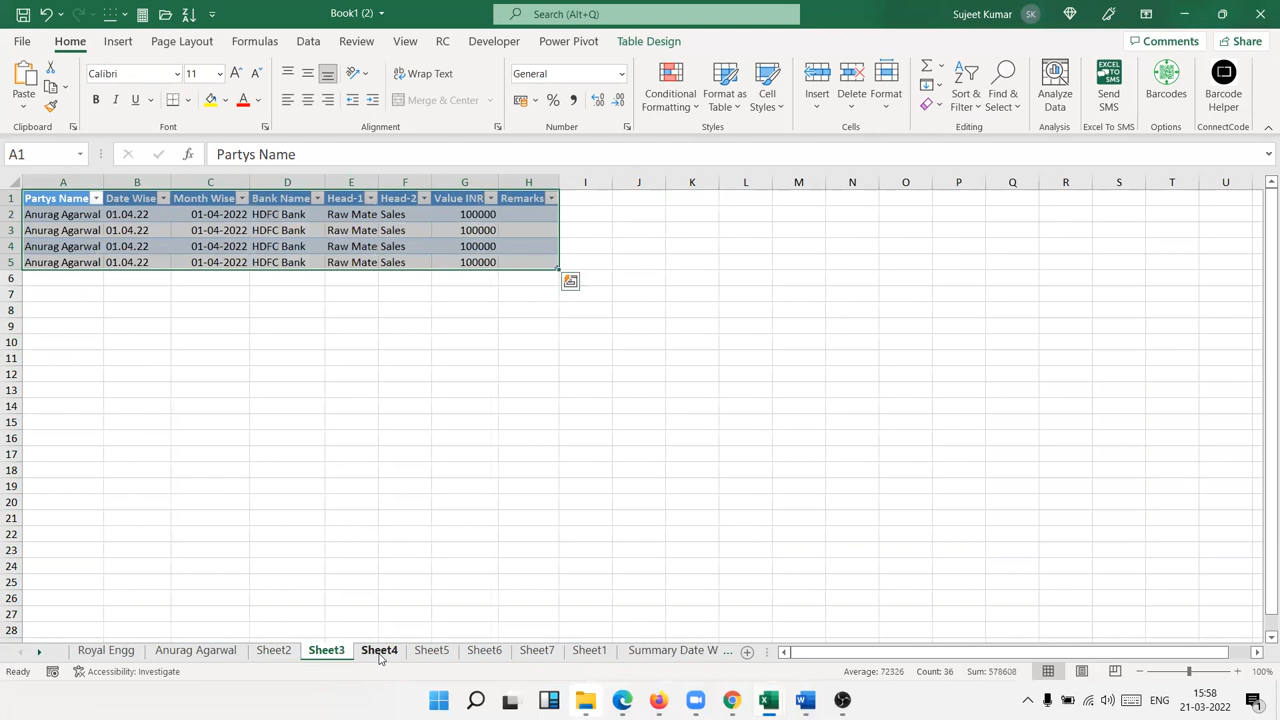 Book1 (2)
Search (Alt+Q)
Sujeet Kumar
SK
File Home Insert Page Layout Formulas Data Review View RC Developer Power Pivot Table Design
Comments
Share
Calibri 11
Wrap Text
General
Paste
B I U
Merge & Center
Conditional Formatting
Format as Table
Cell Styles
Insert Delete Format
Sort & Filter
Find & Select
Analyze Data
Send SMS
Barcodes
Barcode Helper
Clipboard Font Alignment Number Styles Cells Editing Analysis Excel To SMS Options ConnectCode
A1 fx Partys Name
A B C D E F G H I J K L M N O P Q R S T U
1 Partys Name Date Wise Month Wise Bank Name Head-1 Head-2 Value INR Remarks
2 Anurag Agarwal 01.04.22 01-04-2022 HDFC Bank Raw Mate Sales 100000
3 Anurag Agarwal 01.04.22 01-04-2022 HDFC Bank Raw Mate Sales 100000
4 Anurag Agarwal 01.04.22 01-04-2022 HDFC Bank Raw Mate Sales 100000
5 Anurag Agarwal 01.04.22 01-04-2022 HDFC Bank Raw Mate Sales 100000
6
7
8
9
10
11
12
13
14
15
16
17
18
19
20
21
22
23
24
25
26
27
28
Royal Engg Anurag Agarwal Sheet2 Sheet3 Sheet4 Sheet5 Sheet6 Sheet7 Sheet1 Summary Date W ...
Ready Accessibility: Investigate Average: 72326 Count: 36 Sum: 578608 100%
ENG 15:58
21-03-2022
1